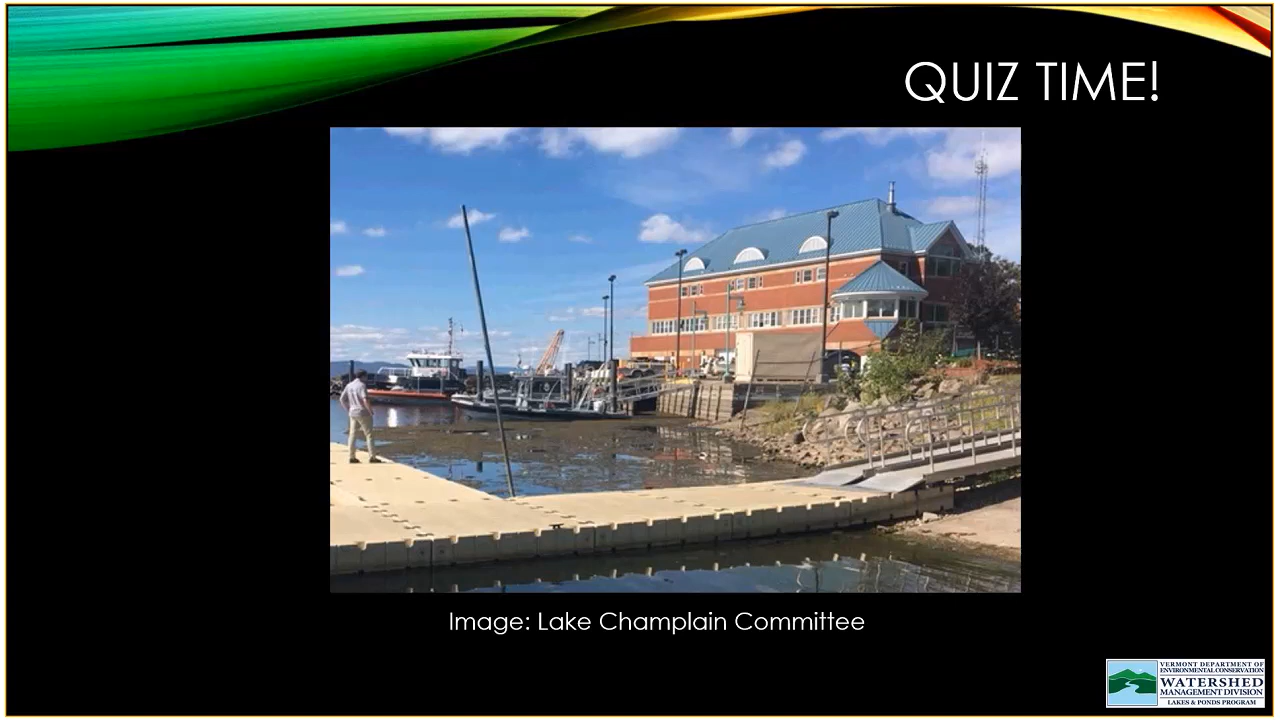 QUIZ TIME!
Image: Lake Champlain Committee
VERMONT DEPARTMENT OF
ENVIRONMENTAL CONSERVATION
WATERSHED
MANAGEMENT DIVISION
LAKES & PONDS PROGRAM